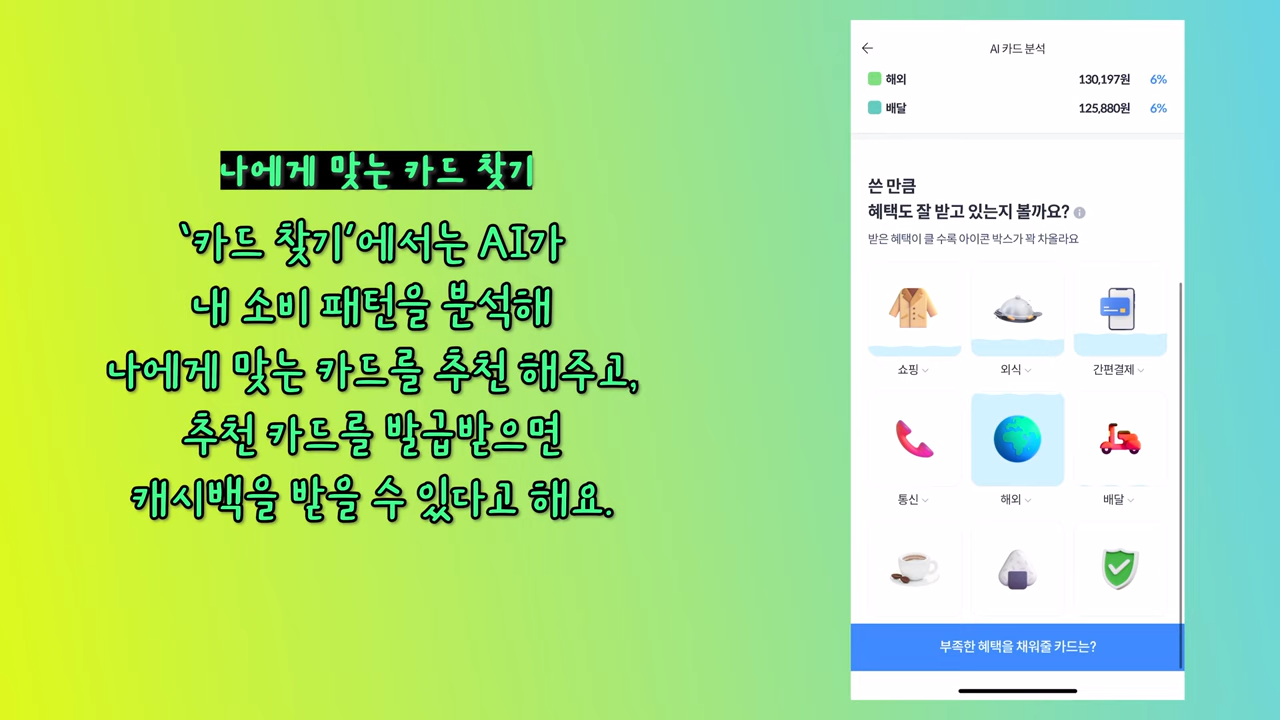 나에게 맞는 카드 찾기
‘카드 찾기’에서는 AI가
내 소비 패턴을 분석해
나에게 맞는 카드를 추천 해주고,
추천 카드를 발급받으면
캐시백을 받을 수 있다고 해요.
AI 카드 분석
해외 130,197원 6%
배달 125,880원 6%
쓴 만큼
혜택도 잘 받고 있는지 볼까요?
받은 혜택이 클 수록 아이콘 박스가 꽉 차올라요
쇼핑 외식 간편결제
통신 해외 배달
부족한 혜택을 채워줄 카드는?